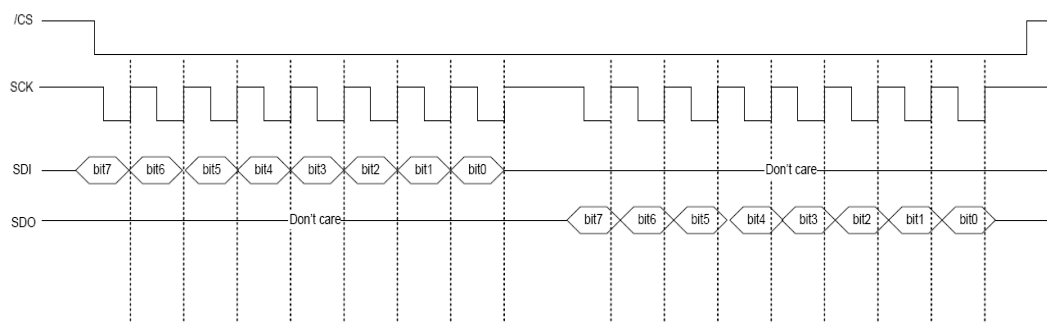 /CS
SCK
SDI bit7 bit6 bit5 bit4 bit3 bit2 bit1 bit0 Don't care
SDO Don't care bit7 bit6 bit5 bit4 bit3 bit2 bit1 bit0